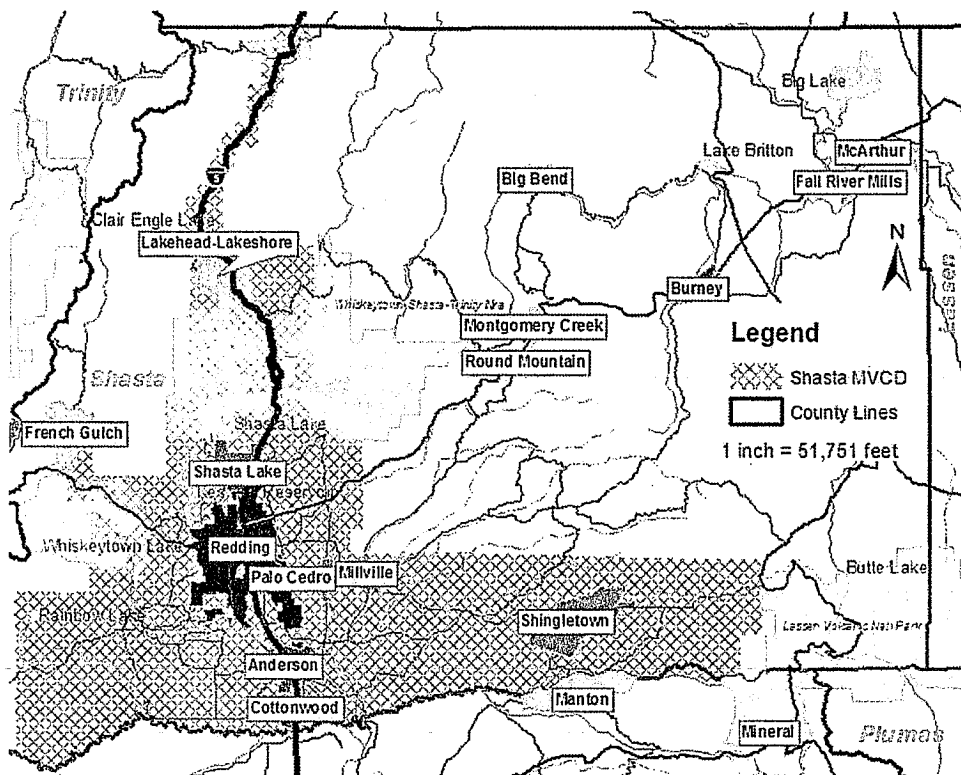 Trinity
Big Lake
5
Lake Britton
McArthur
Big Bend
Fall River Mills
Clair Engle Lake
Lakehead-Lakeshore
N
Lassen
Burney
Whiskeytown Shasta-Trinity Nra
Montgomery Creek
Round Mountain
Legend
Shasta MVCD
County Lines
1 inch = 51,751 feet
Shasta
French Gulch
Shasta Lake
Shasta Lake
Whiskeytown Lake
Redding
Palo Cedro
Millville
Butte Lake
Rainbow Lake
Shingletown
Lassen Volcanic Nat Park
Anderson
Cottonwood
Manton
Mineral
Plumas